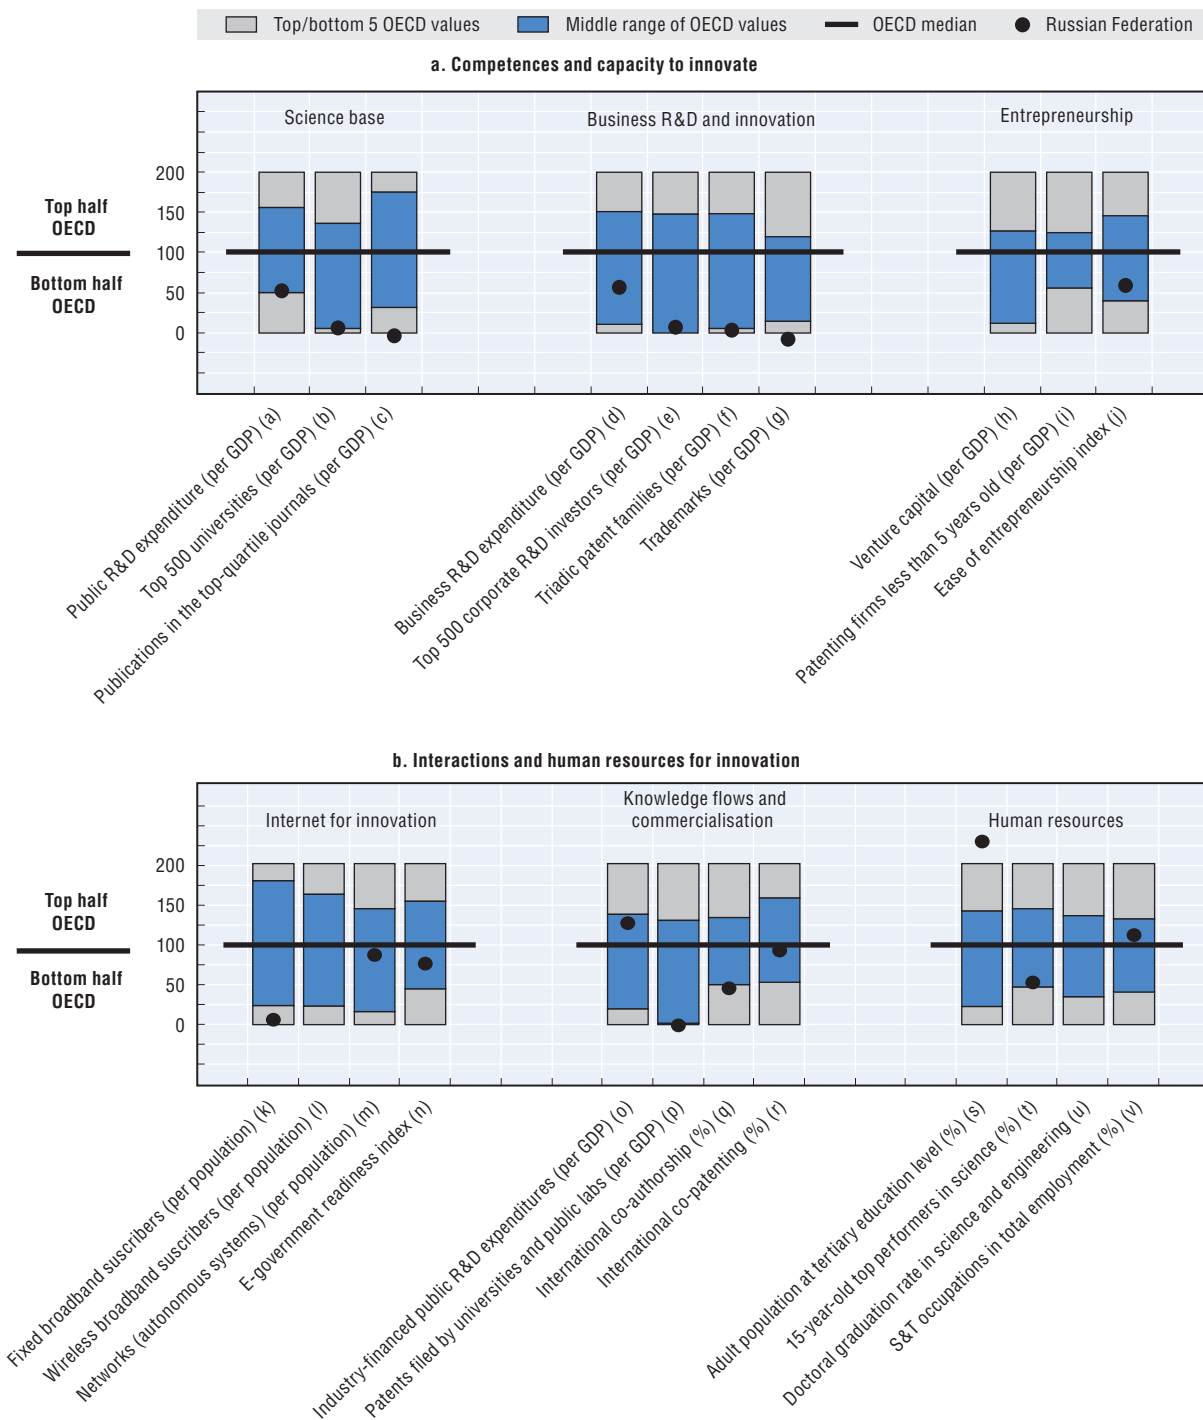 Top/bottom 5 OECD values Middle range of OECD values OECD median Russian Federation
a. Competences and capacity to innovate
Science base
Business R&D and innovation
Entrepreneurship
200
150
100
50
0
Top half
OECD
Bottom half
OECD
Public R&D expenditure (per GDP) (a)
Top 500 universities (per GDP) (b)
Publications in the top-quartile journals (per GDP) (c)
Business R&D expenditure (per GDP) (d)
Top 500 corporate R&D investors (per GDP) (e)
Triadic patent families (per GDP) (f)
Trademarks (per GDP) (g)
Venture capital (per GDP) (h)
Patenting firms less than 5 years old (per GDP) (i)
Ease of entrepreneurship index (j)
b. Interactions and human resources for innovation
Internet for innovation
Knowledge flows and
commercialisation
Human resources
200
150
100
50
0
Top half
OECD
Bottom half
OECD
Fixed broadband suscribers (per population) (k)
Wireless broadband suscribers (per population) (l)
Networks (autonomous systems) (per population) (m)
E-government readiness index (n)
Industry-financed public R&D expenditures (per GDP) (o)
Patents filed by universities and public labs (per GDP) (p)
International co-authorship (%) (q)
International co-patenting (%) (r)
Adult population at tertiary education level (%) (s)
15-year-old top performers in science (%) (t)
Doctoral graduation rate in science and engineering (u)
S&T occupations in total employment (%) (v)